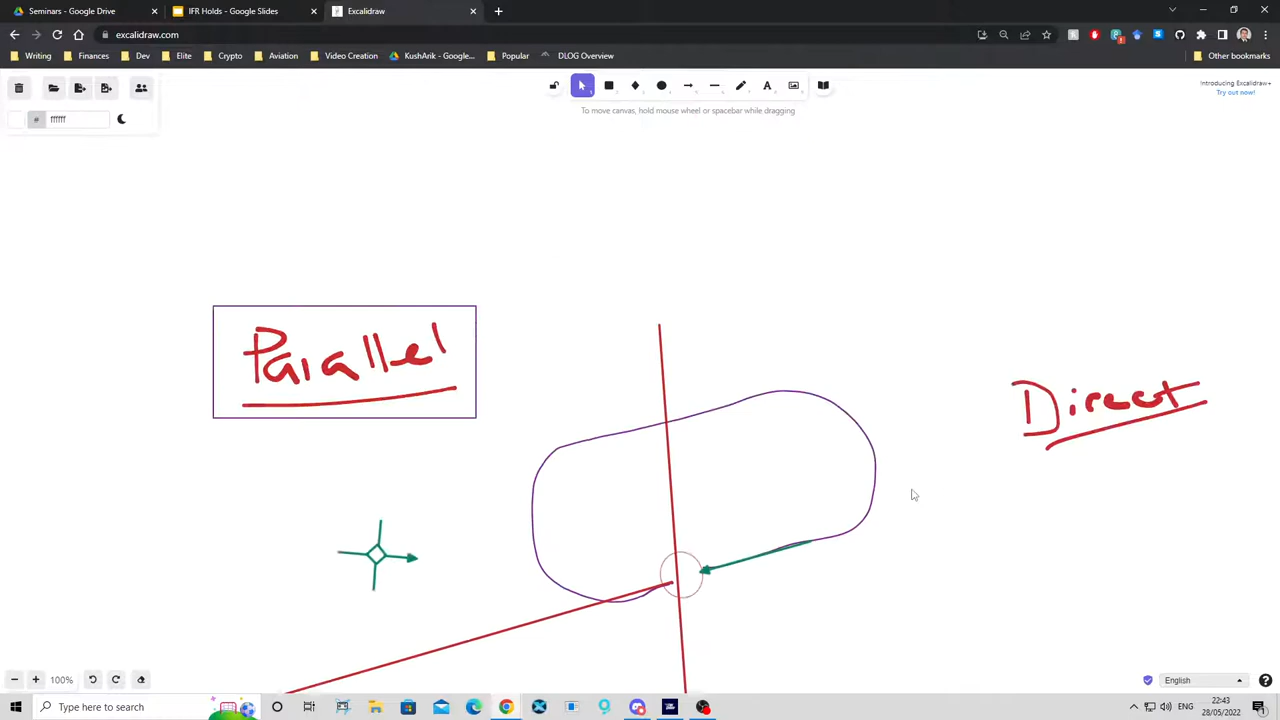 Seminars - Google Drive
IFR Holds - Google Slides
Excalidraw
excalidraw.com
Writing
Finances
Dev
Elite
Crypto
Aviation
Video Creation
KushArik - Google...
Popular
DLOG Overview
Other bookmarks
Introducing Excalidraw+
Try out now!
To move canvas, hold mouse wheel or spacebar while dragging
ffffff
Parallel
Direct
100%
English
Type here to search
ENG
22:43
28/05/2022